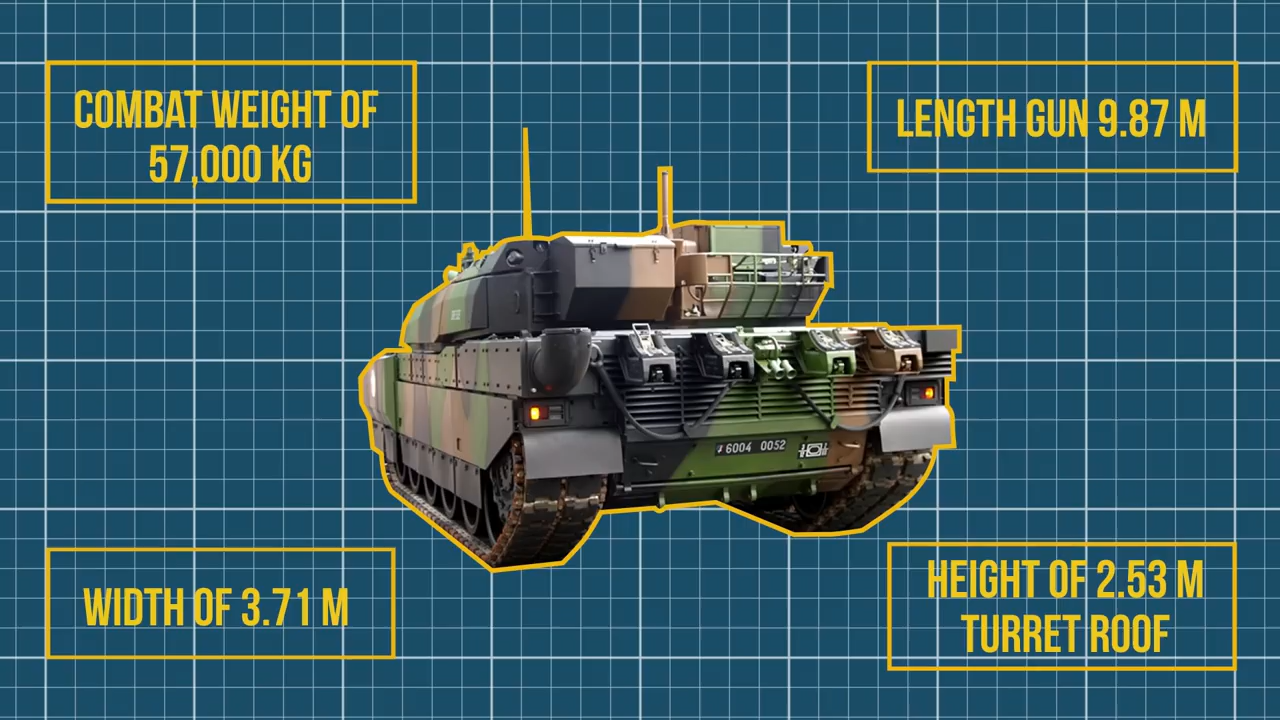 COMBAT WEIGHT OF
57,000 KG
LENGTH GUN 9.87 M
6004 0052
WIDTH OF 3.71 M
HEIGHT OF 2.53 M
TURRET ROOF